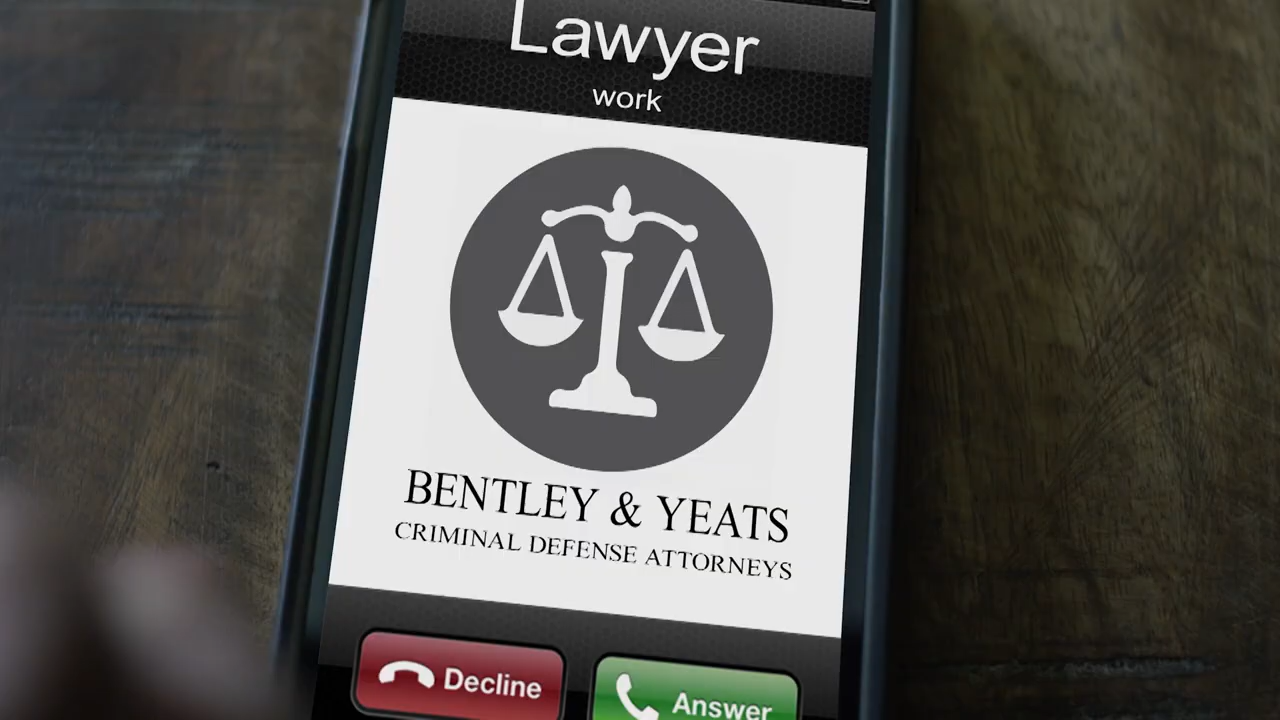 Lawyer
work
BENTLEY & YEATS
CRIMINAL DEFENSE ATTORNEYS
Decline
Answer